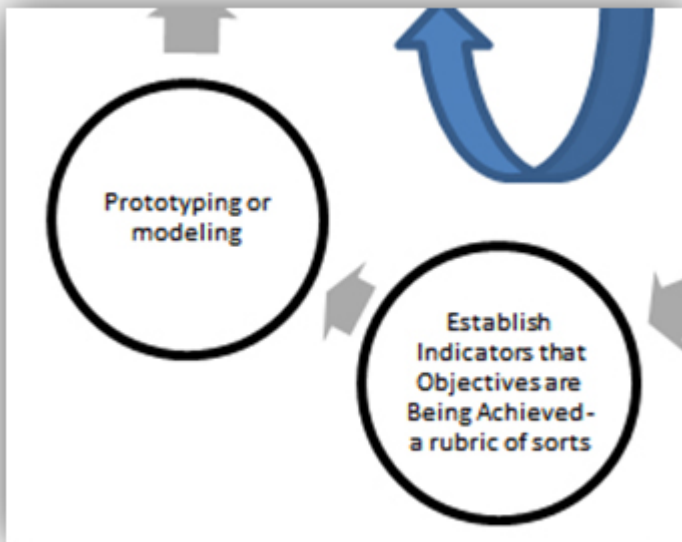 Prototyping or
modeling
Establish
Indicators that
Objectives are
Being Achieved-
a rubric of sorts